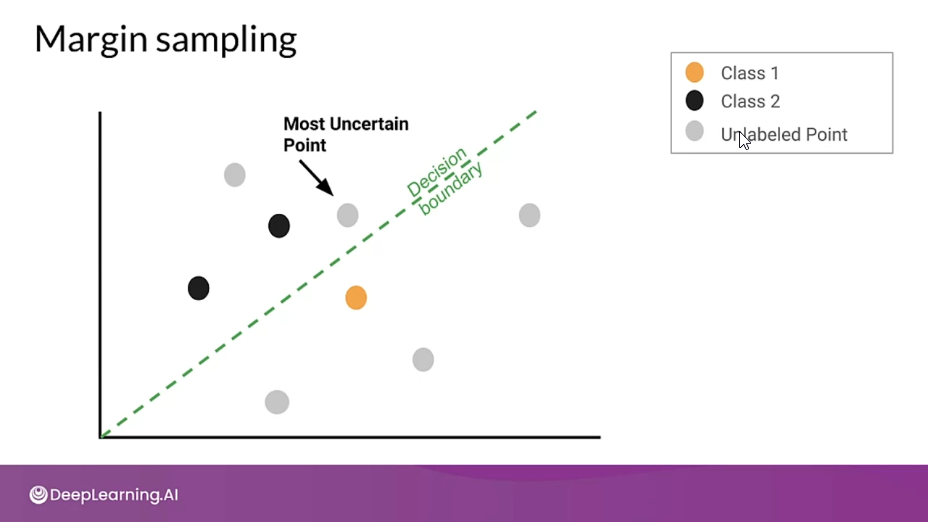 Margin sampling
Class 1
Class 2
Unlabeled Point
Most Uncertain
Point
Decision
boundary
DeepLearning.AI